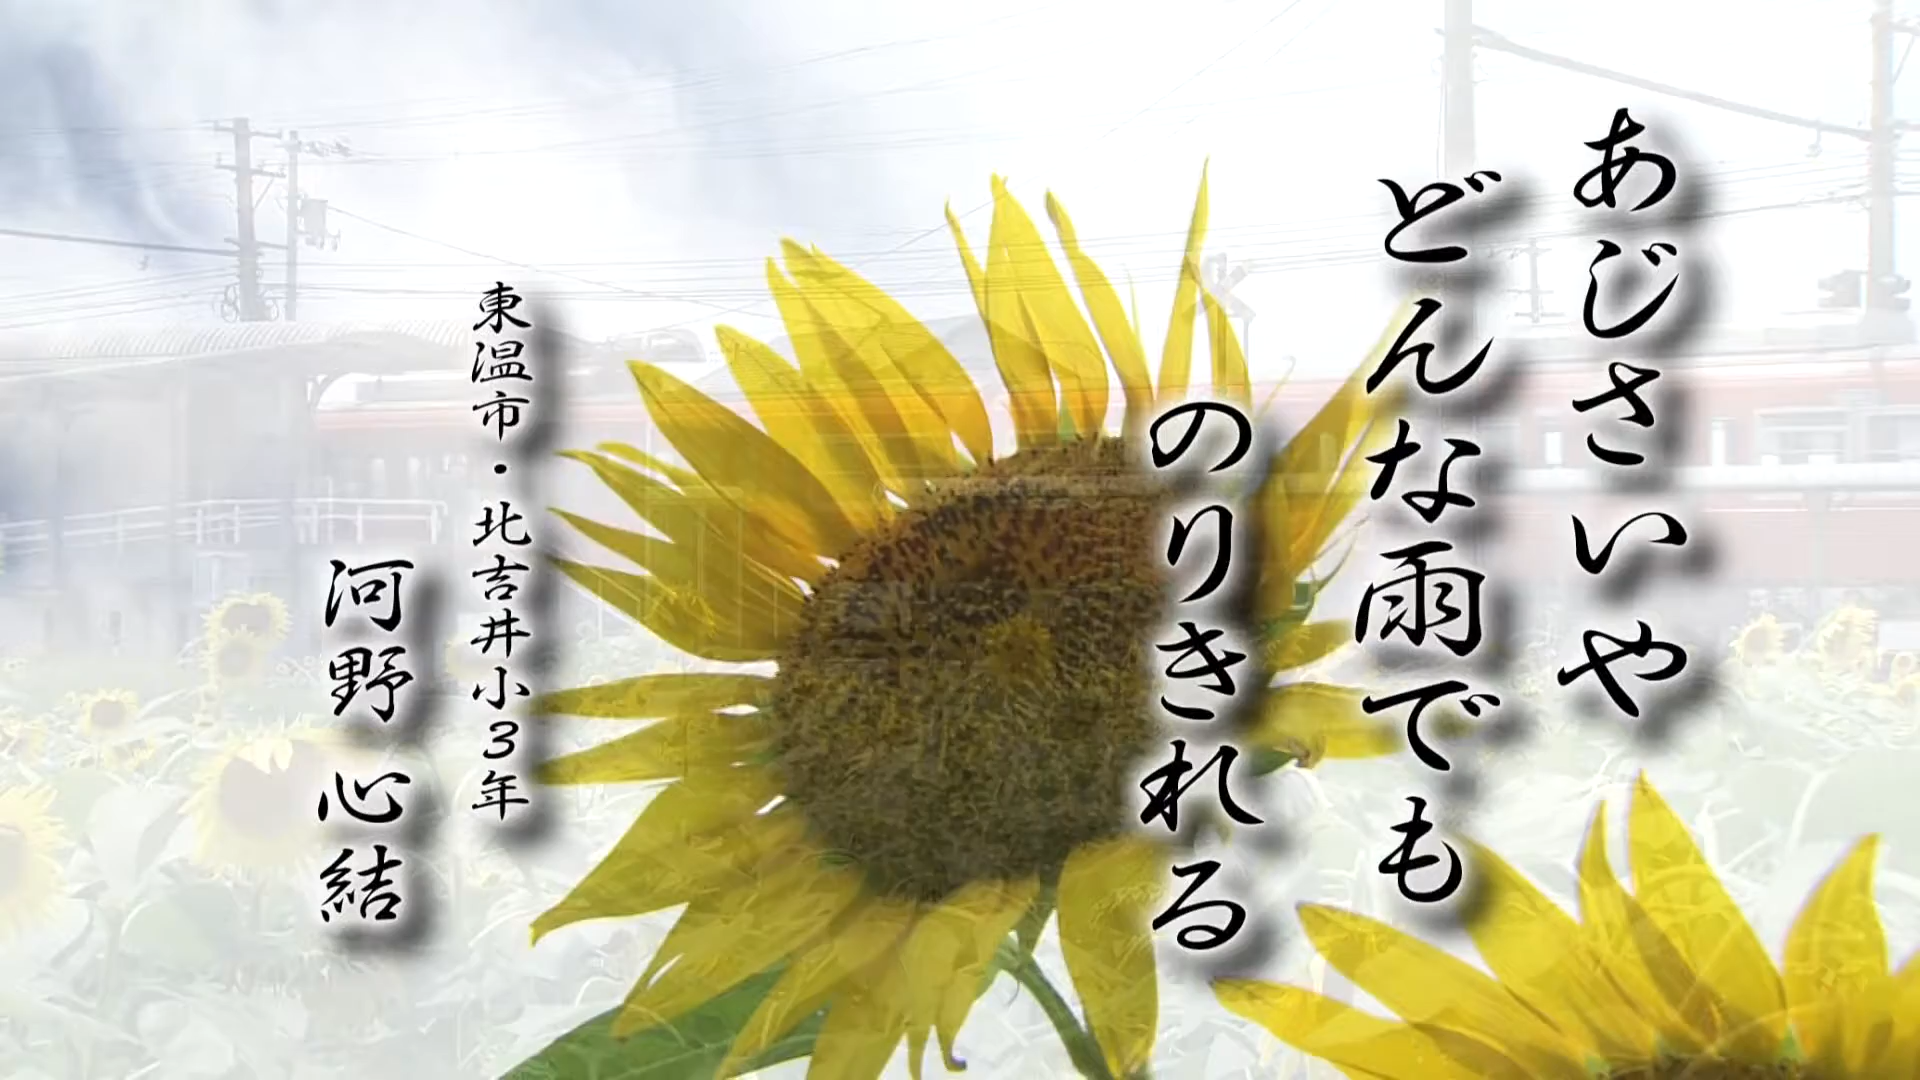 あじさいや
どんな雨でも
のりきれる
東温市・北吉井小3年
河野 心結